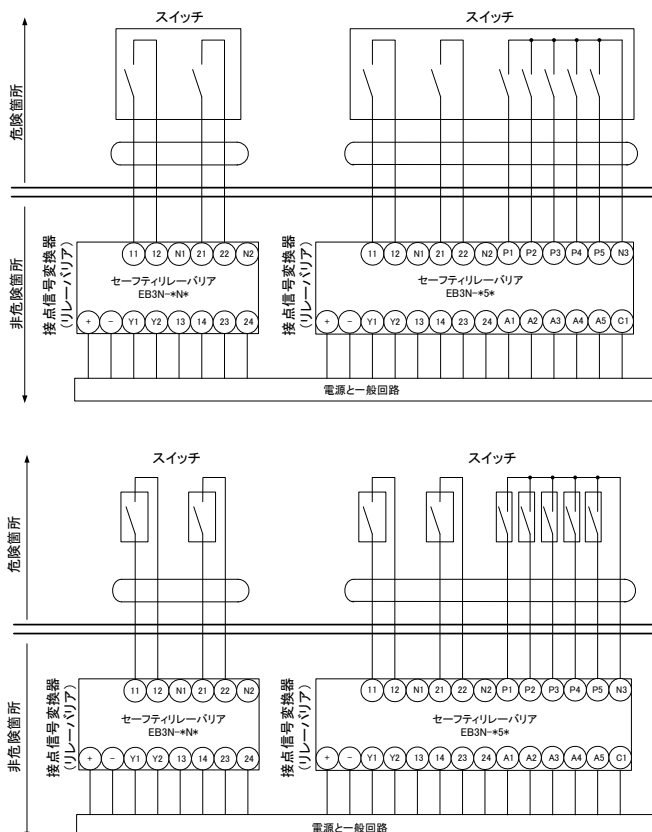 スイッチ
スイッチ
危険箇所
非危険箇所
接点信号変換器
(リレーバリア)
11 12 N1 21 22 N2
セーフティリレーバリア
EB3N-*N*
+ - Y1 Y2 13 14 23 24
接点信号変換器
(リレーバリア)
11 12 N1 21 22 N2 P1 P2 P3 P4 P5 N3
セーフティリレーバリア
EB3N-*5*
+ - Y1 Y2 13 14 23 24 A1 A2 A3 A4 A5 C1
電源と一般回路
スイッチ
スイッチ
危険箇所
非危険箇所
接点信号変換器
(リレーバリア)
11 12 N1 21 22 N2
セーフティリレーバリア
EB3N-*N*
+ - Y1 Y2 13 14 23 24
接点信号変換器
(リレーバリア)
11 12 N1 21 22 N2 P1 P2 P3 P4 P5 N3
セーフティリレーバリア
EB3N-*5*
+ - Y1 Y2 13 14 23 24 A1 A2 A3 A4 A5 C1
電源と一般回路